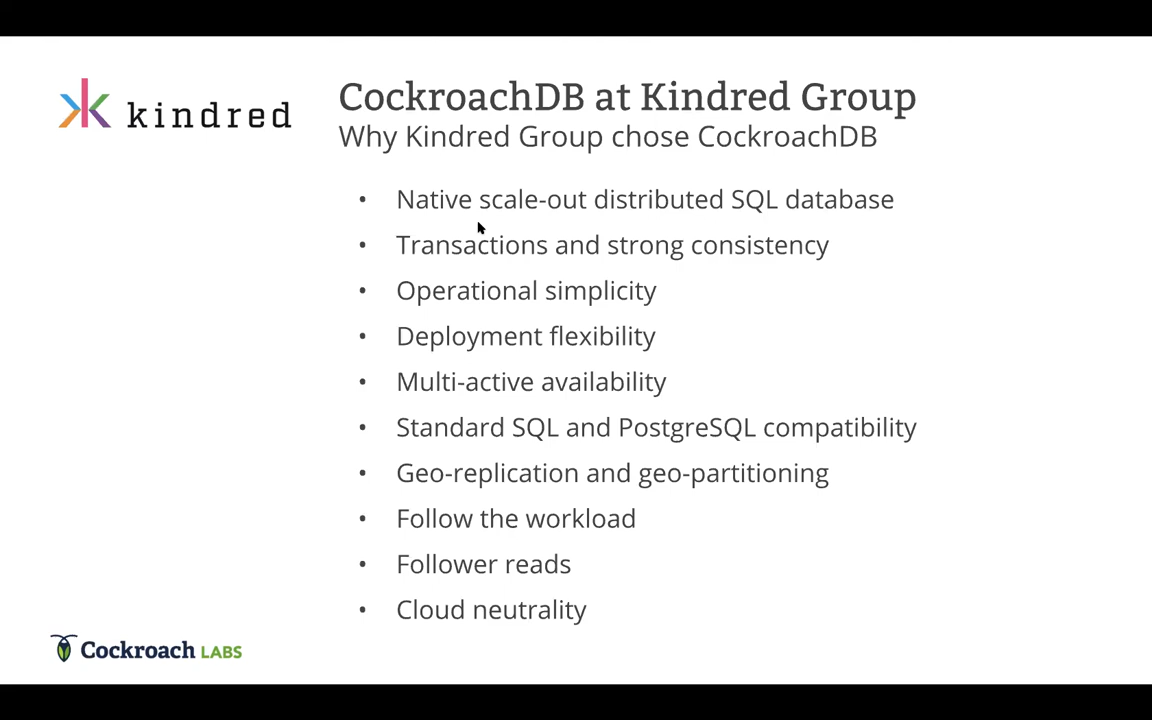 kindred
CockroachDB at Kindred Group
Why Kindred Group chose CockroachDB
• Native scale-out distributed SQL database
• Transactions and strong consistency
• Operational simplicity
• Deployment flexibility
• Multi-active availability
• Standard SQL and PostgreSQL compatibility
• Geo-replication and geo-partitioning
• Follow the workload
• Follower reads
• Cloud neutrality
Cockroach LABS